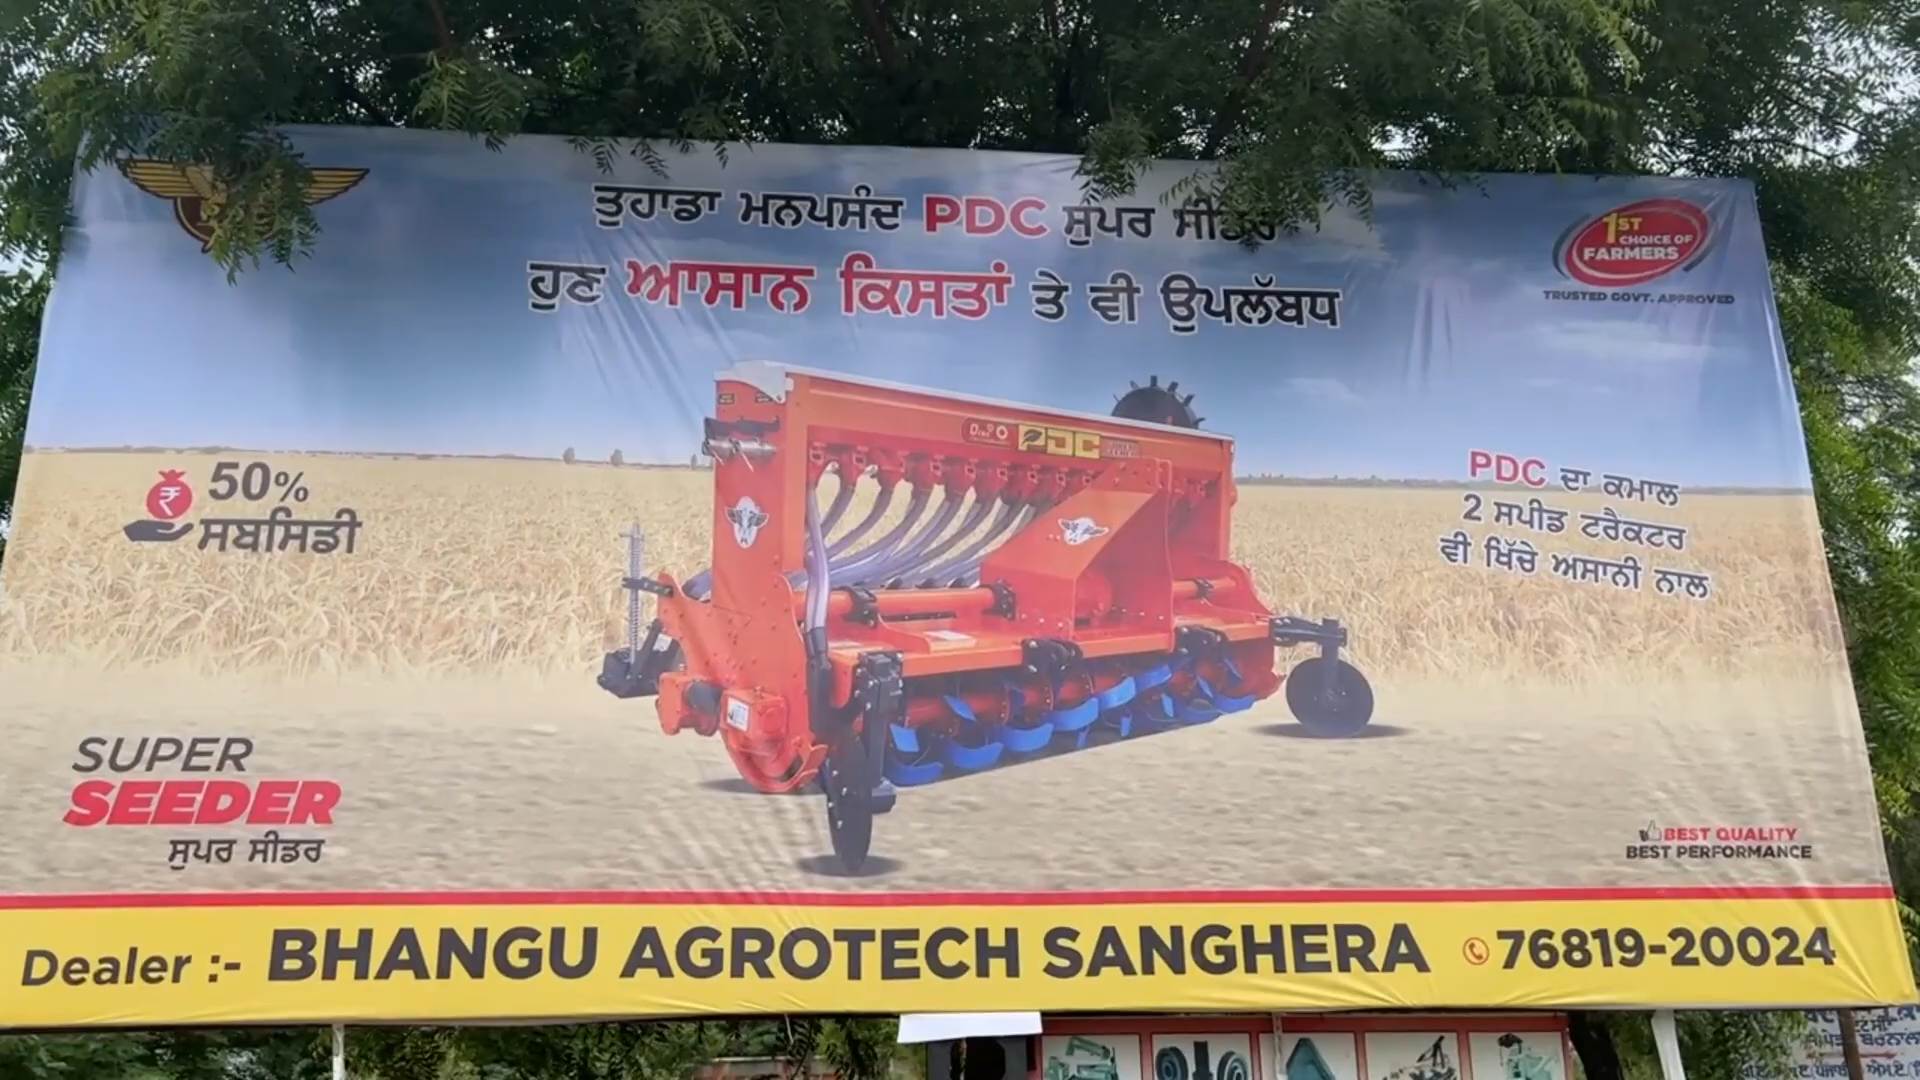 ਤੁਹਾਡਾ ਮਨਪਸੰਦ PDC ਸੁਪਰ ਸੀਡਰ
ਹੁਣ ਆਸਾਨ ਕਿਸਤਾਂ ਤੇ ਵੀ ਉਪਲੱਬਧ
1ST
CHOICE OF
FARMERS
TRUSTED GOVT. APPROVED
50%
ਸਬਸਿਡੀ
PDC
PDC ਦਾ ਕਮਾਲ
2 ਸਪੀਡ ਟਰੈਕਟਰ
ਵੀ ਖਿੱਚੇ ਅਸਾਨੀ ਨਾਲ
SUPER
SEEDER
ਸੁਪਰ ਸੀਡਰ
BEST QUALITY
BEST PERFORMANCE
Dealer :- BHANGU AGROTECH SANGHERA 76819-20024